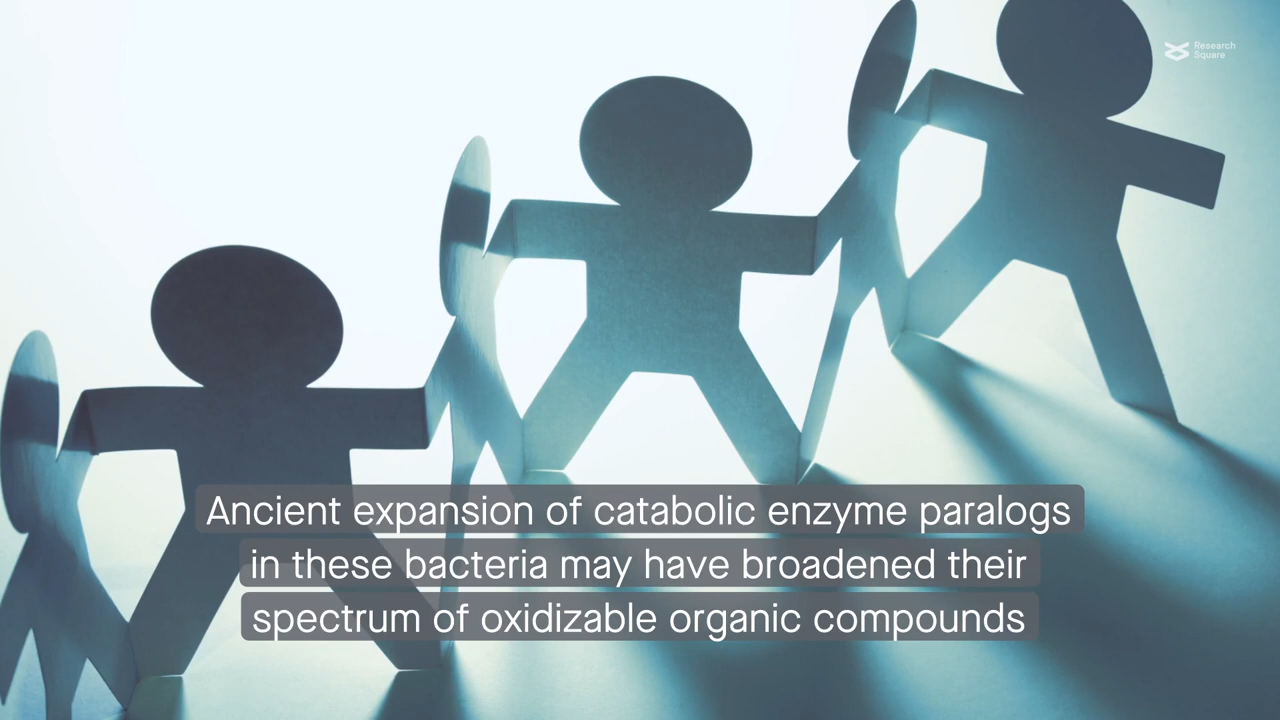 Research
Square
Ancient expansion of catabolic enzyme paralogs
in these bacteria may have broadened their
spectrum of oxidizable organic compounds